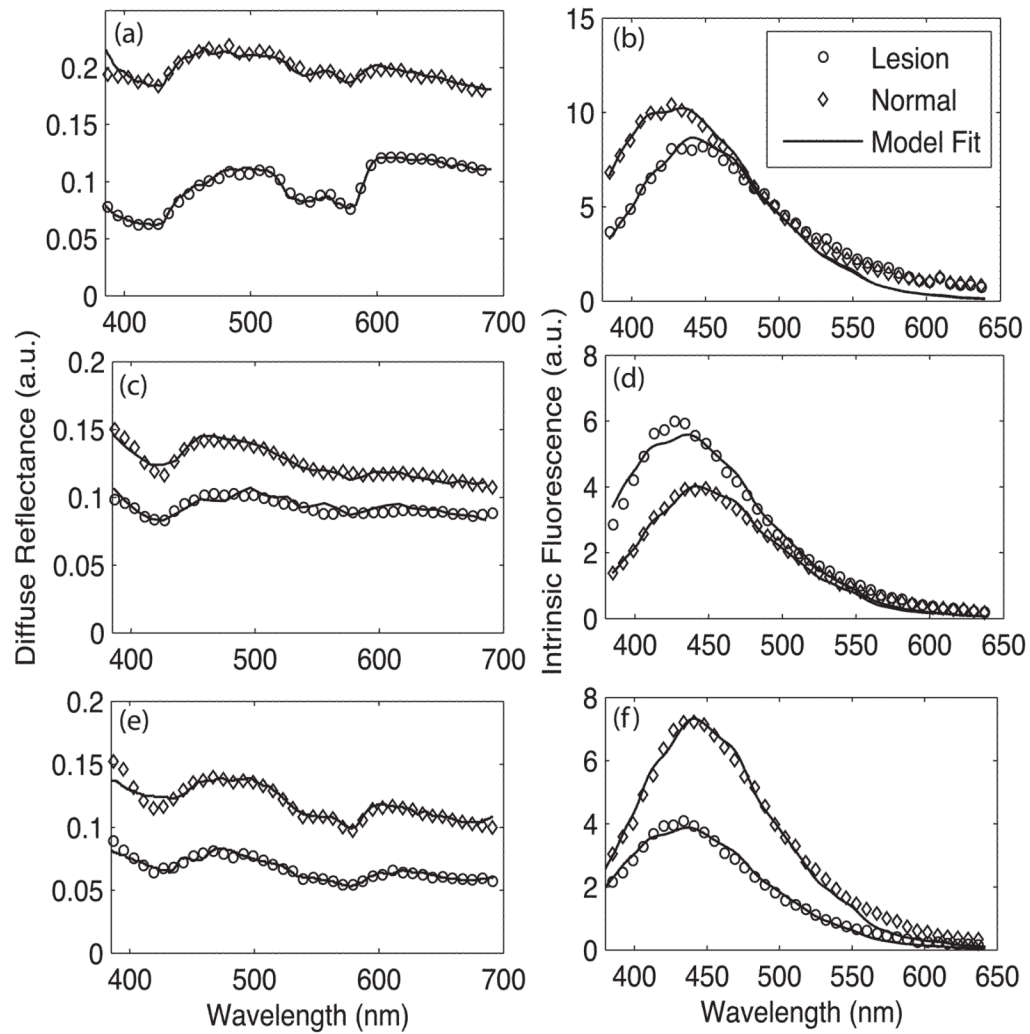 (a)
0.2
0.15
0.1
0.05
0
400 500 600 700
(b)
15
10
5
0
400 450 500 550 600 650
Lesion
Normal
Model Fit
(c)
0.2
0.15
0.1
0.05
0
400 500 600 700
(d)
8
6
4
2
0
400 450 500 550 600 650
(e)
0.2
0.15
0.1
0.05
0
400 500 600 700
(f)
8
6
4
2
0
400 450 500 550 600 650
Diffuse Reflectance (a.u.)
Intrinsic Fluorescence (a.u.)
Wavelength (nm)
Wavelength (nm)